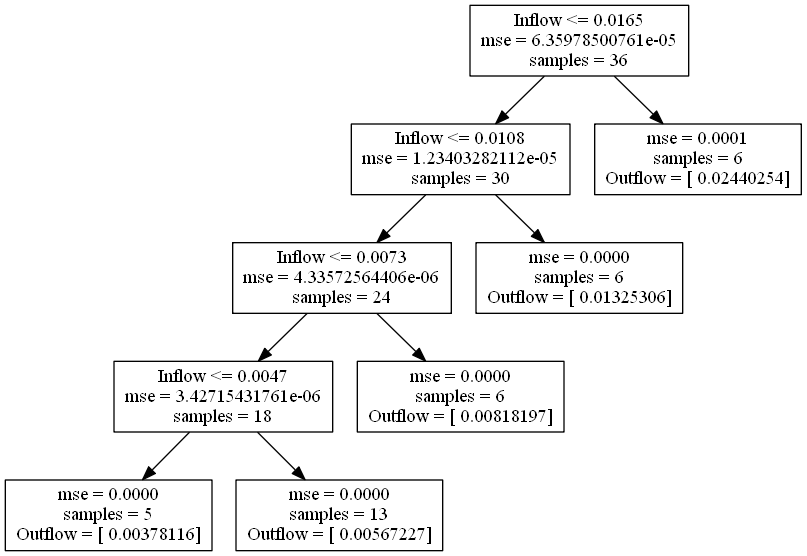 Inflow <= 0.0165
mse = 6.35978500761e-05
samples = 36
Inflow <= 0.0108
mse = 1.23403282112e-05
samples = 30
mse = 0.0001
samples = 6
Outflow = [ 0.02440254]
Inflow <= 0.0073
mse = 4.33572564406e-06
samples = 24
mse = 0.0000
samples = 6
Outflow = [ 0.01325306]
Inflow <= 0.0047
mse = 3.42715431761e-06
samples = 18
mse = 0.0000
samples = 6
Outflow = [ 0.00818197]
mse = 0.0000
samples = 5
Outflow = [ 0.00378116]
mse = 0.0000
samples = 13
Outflow = [ 0.00567227]